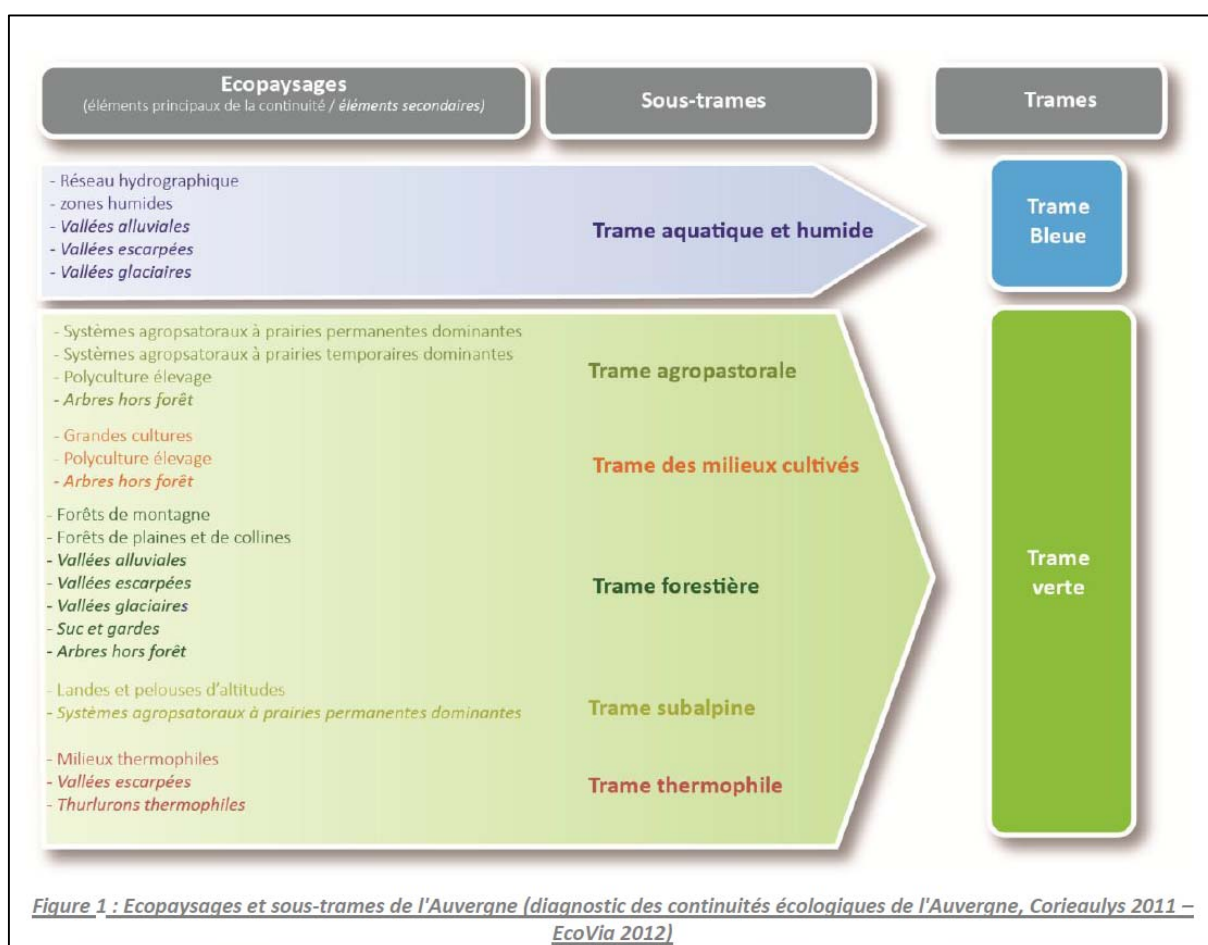 Ecopaysages
(éléments principaux de la continuité / éléments secondaires)
Sous-trames
Trames
- Réseau hydrographique
- zones humides
- Vallées alluviales
- Vallées escarpées
- Vallées glaciaires
Trame aquatique et humide
Trame
Bleue
- Systèmes agropsatoraux à prairies permanentes dominantes
- Systèmes agropsatoraux à prairies temporaires dominantes
- Polyculture élevage
- Arbres hors forêt
Trame agropastorale
- Grandes cultures
- Polyculture élevage
- Arbres hors forêt
Trame des milieux cultivés
- Forêts de montagne
- Forêts de plaines et de collines
- Vallées alluviales
- Vallées escarpées
- Vallées glaciaires
- Suc et gardes
- Arbres hors forêt
Trame forestière
- Landes et pelouses d'altitudes
- Systèmes agropsatoraux à prairies permanentes dominantes
Trame subalpine
- Milieux thermophiles
- Vallées escarpées
- Thurlurons thermophiles
Trame thermophile
Trame
verte
Figure 1 : Ecopaysages et sous-trames de l'Auvergne (diagnostic des continuités écologiques de l'Auvergne, Corieaulys 2011 –
EcoVia 2012)